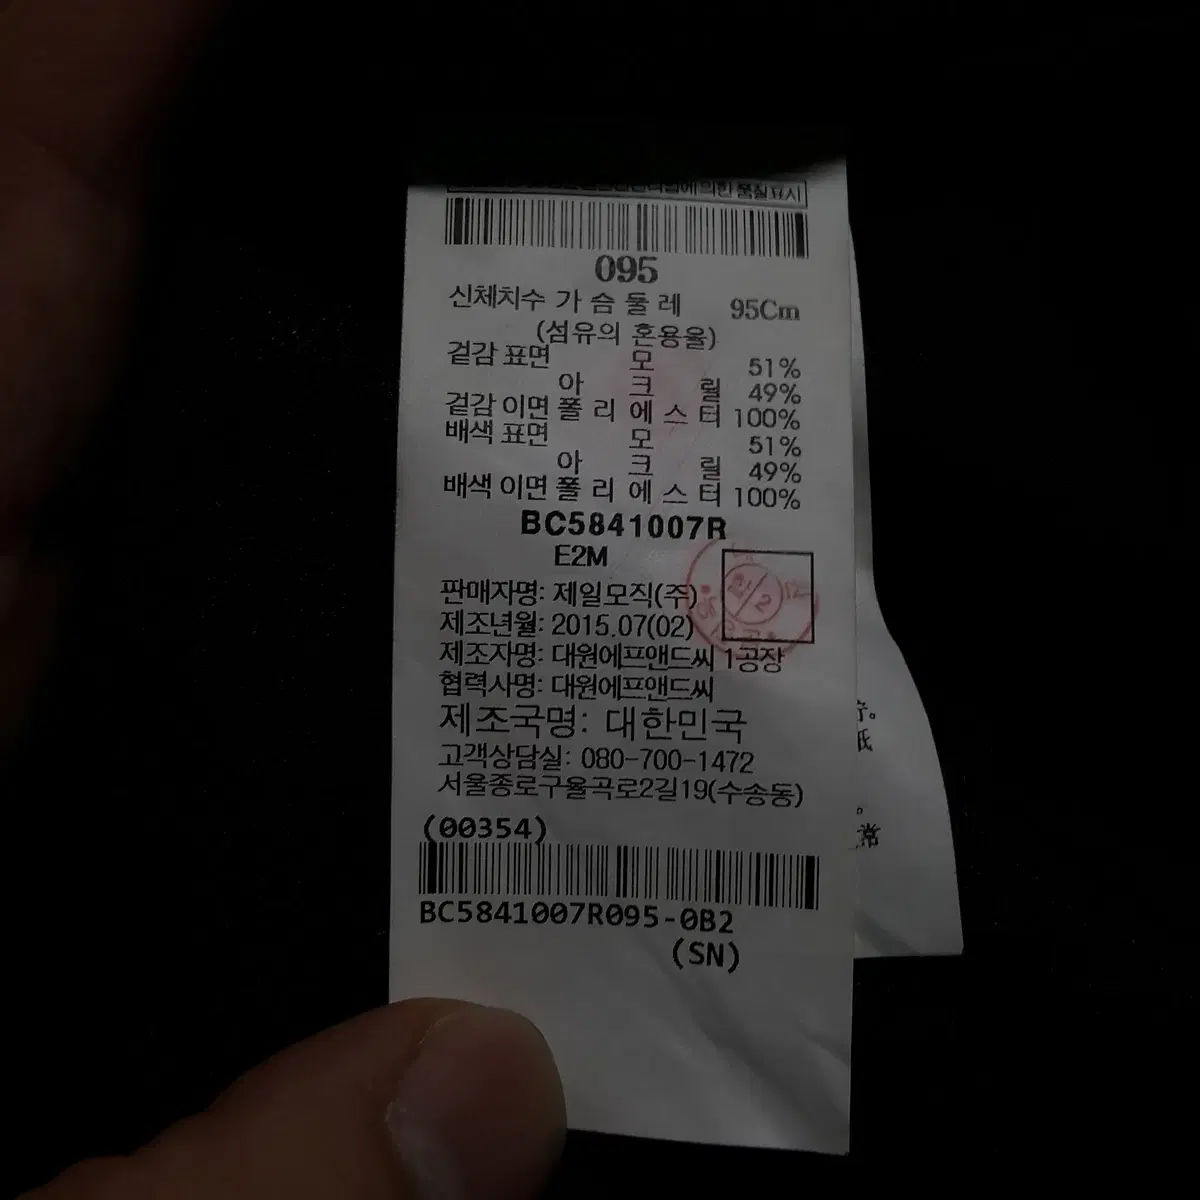 의한 품질표시
095
신체치수 가 슴 둘 레 95Cm
(섬유의 혼용율)
겉감 표면 모 51%
아 크 릴 49%
겉감 이면 폴 리 에 스 터 100%
배색 표면 모 51%
아 크 릴 49%
배색 이면 폴 리 에 스 터 100%
BC5841007R
E2M
판매자명: 제일모직(주)
제조년월: 2015.07(02)
제조자명: 대원에프앤드씨 1공장
협력사명: 대원에프앤드씨
제조국명: 대한민국
고객상담실: 080-700-1472
서울종로구율곡로2길19(수송동)
(00354)
BC5841007R095-0B2
(SN)